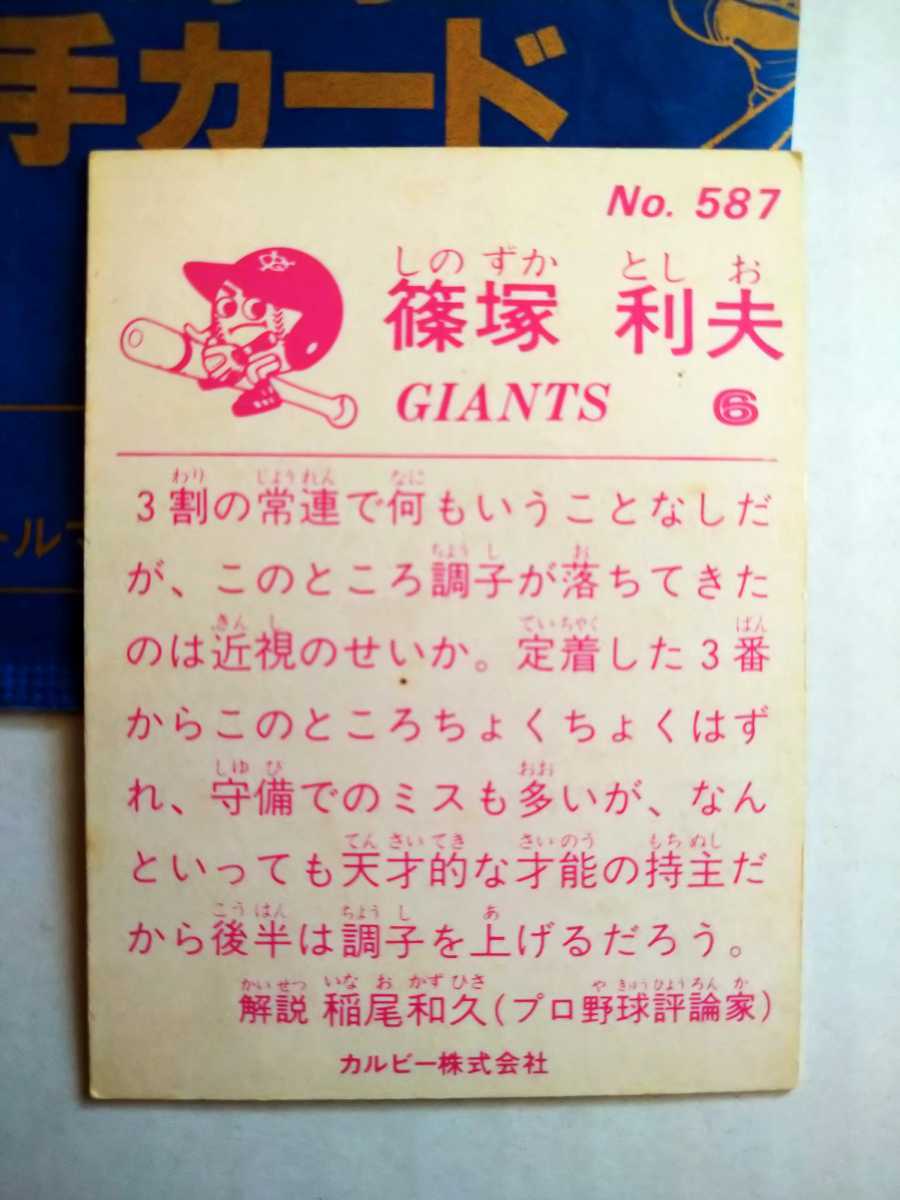 手カード
ールマ
No. 587
しの ずか とし お
篠塚 利夫
GIANTS 6
わり じょうれん なに
3割の常連で何もいうことなしだ
ちょう し お
が、このところ調子が落ちてきた
きん し ていちゃく ばん
のは近視のせいか。定着した3番
からこのところちょくちょくはず
しゆ び おお
れ、守備でのミスも多いが、なん
てん さい てき さい のう もち ぬし
といっても天才的な才能の持主だ
こう はん ちょう し あ
から後半は調子を上げるだろう。
かい せつ いな お かず ひさ や きゅう ひょう ろん か
解説 稲尾和久(プロ野球評論家)
カルビー株式会社